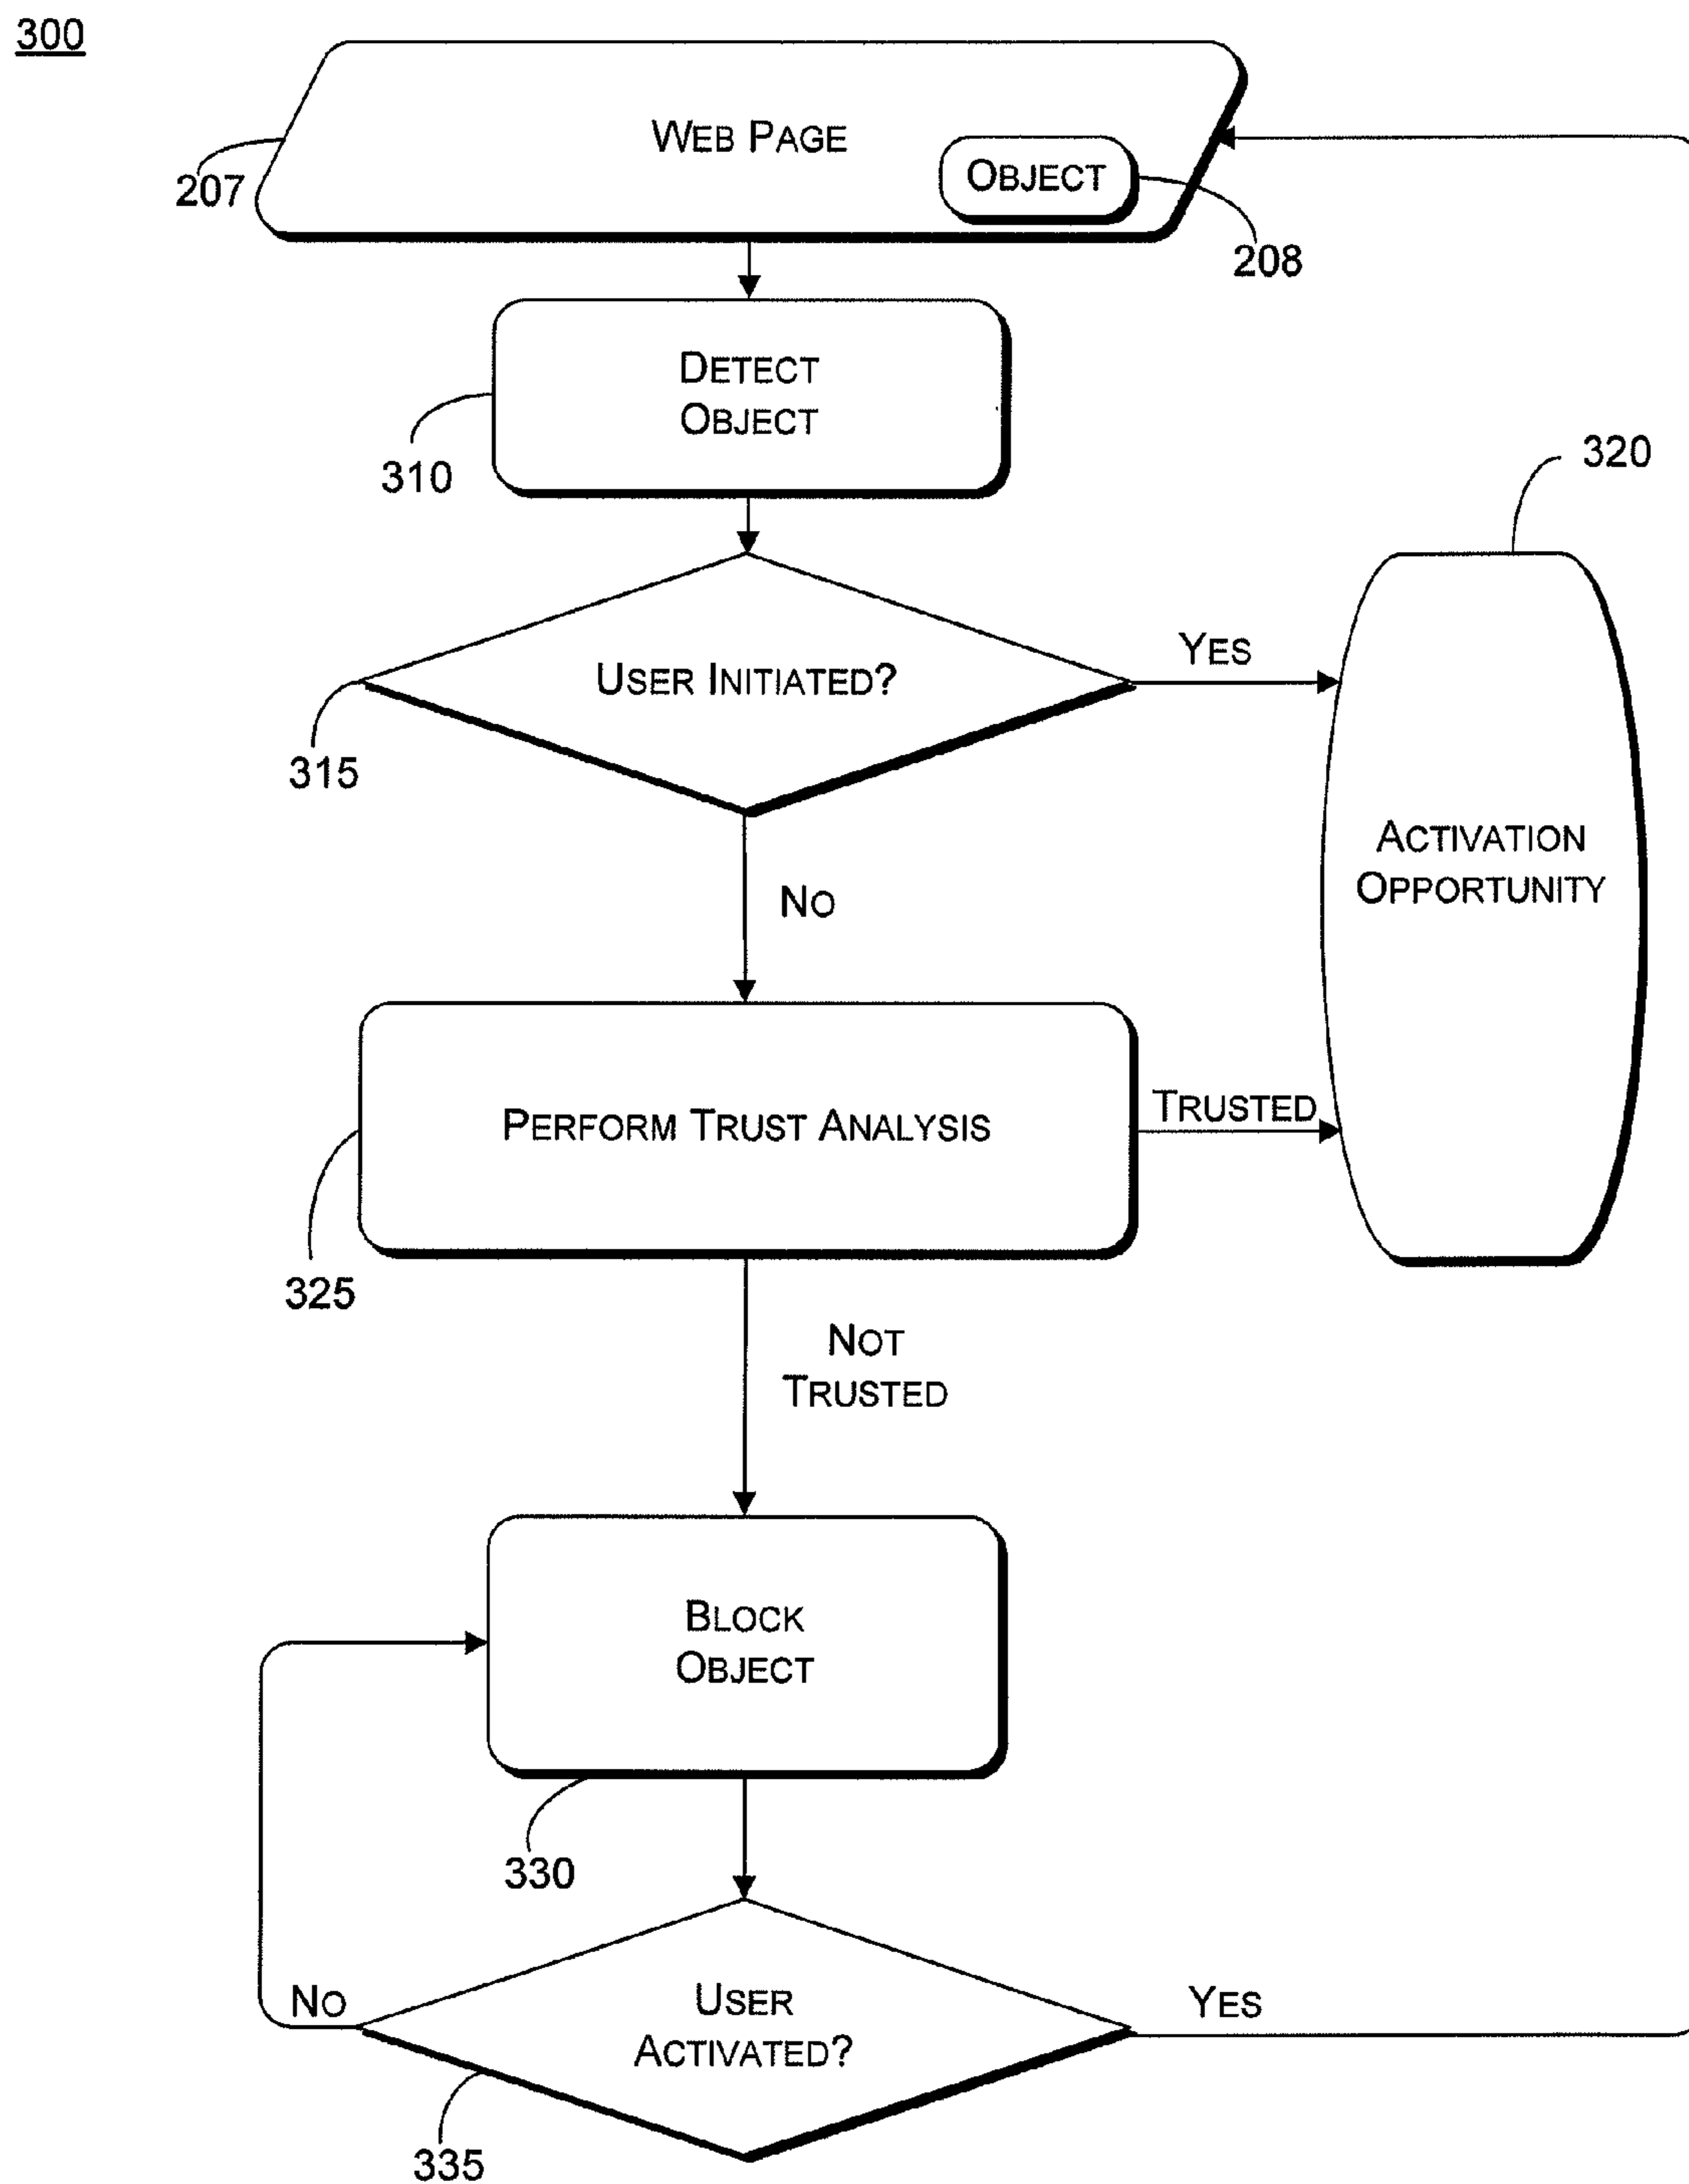 300
WEB PAGE
OBJECT
207
208
DETECT
OBJECT
310
320
USER INITIATED?
YES
315
ACTIVATION
OPPORTUNITY
NO
PERFORM TRUST ANALYSIS
TRUSTED
325
NOT
TRUSTED
BLOCK
OBJECT
330
NO
USER
ACTIVATED?
YES
335